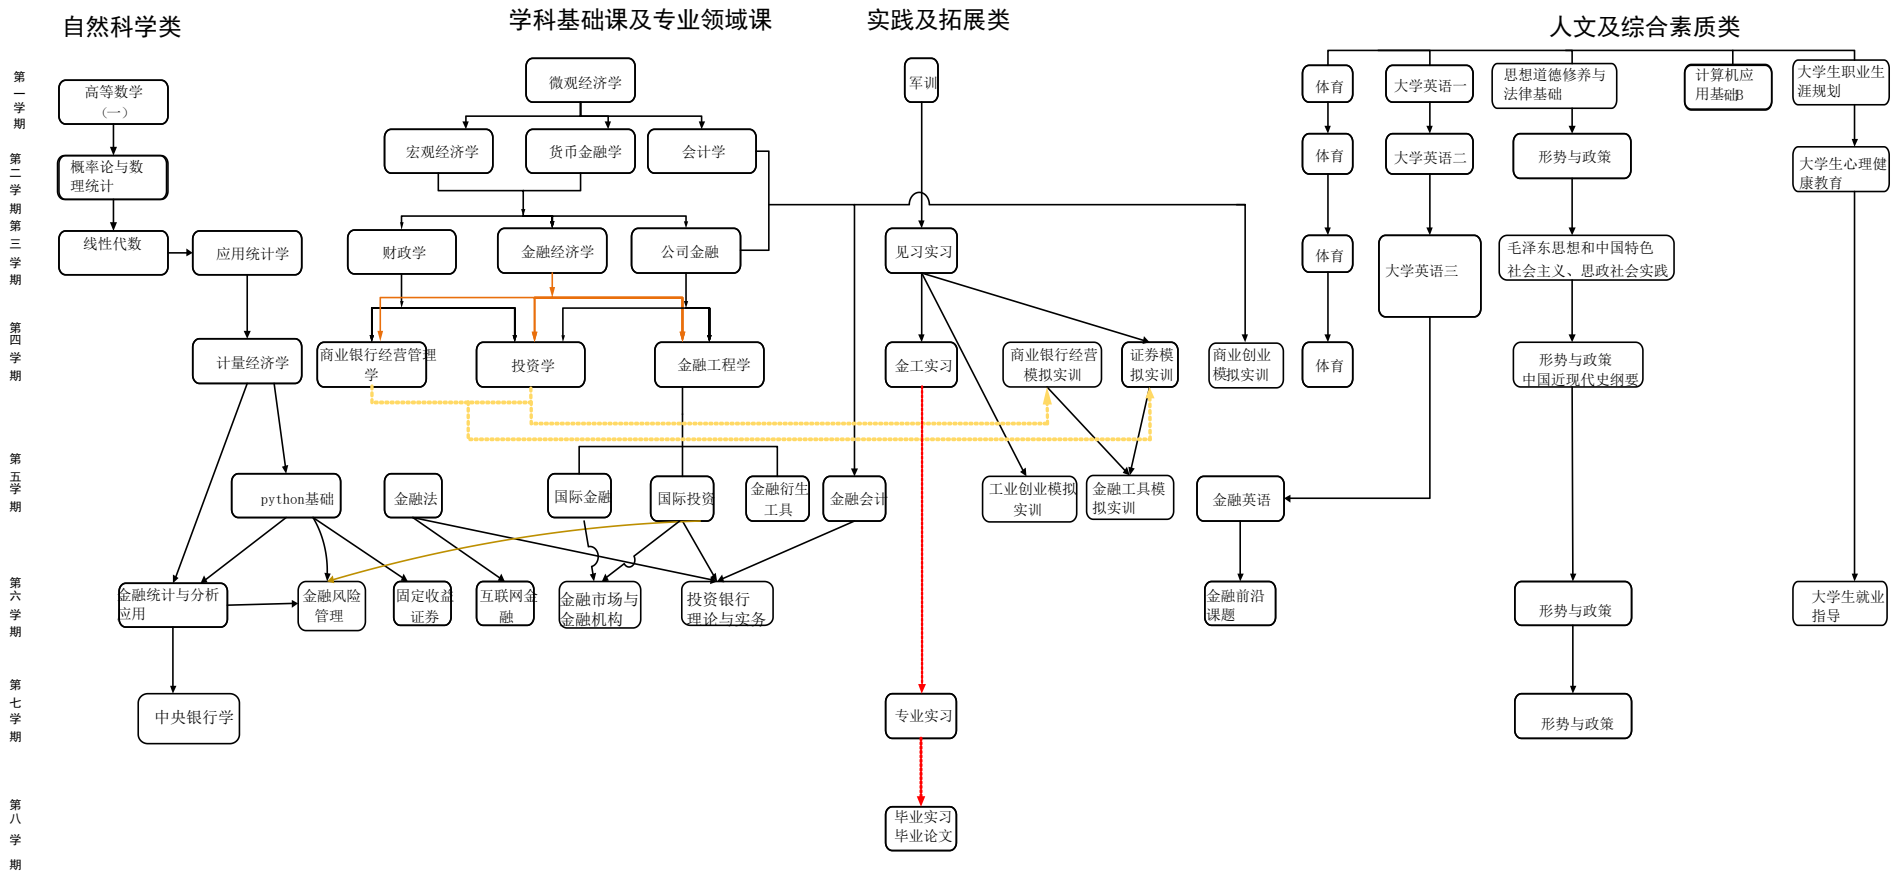 自然科学类
学科基础课及专业领域课
实践及拓展类
人文及综合素质类
第一学期
高等数学
（一）
微观经济学
军训
体育
大学英语一
思想道德修养与
法律基础
计算机应
用基础B
大学生职业生
涯规划
第二学期
概率论与数
理统计
宏观经济学
货币金融学
会计学
体育
大学英语二
形势与政策
大学生心理健
康教育
第三学期
线性代数
应用统计学
财政学
金融经济学
公司金融
见习实习
体育
大学英语三
毛泽东思想和中国特色
社会主义、思政社会实践
第四学期
计量经济学
商业银行经营管理
学
投资学
金融工程学
金工实习
商业银行经营
模拟实训
证券模
拟实训
商业创业
模拟实训
体育
形势与政策
中国近现代史纲要
第五学期
python基础
金融法
国际金融
国际投资
金融衍生
工具
金融会计
工业创业模拟
实训
金融工具模
拟实训
金融英语
第六学期
金融统计与分析
应用
金融风险
管理
固定收益
证券
互联网金
融
金融市场与
金融机构
投资银行
理论与实务
金融前沿
课题
形势与政策
大学生就业
指导
第七学期
中央银行学
专业实习
形势与政策
第八学期
毕业实习
毕业论文